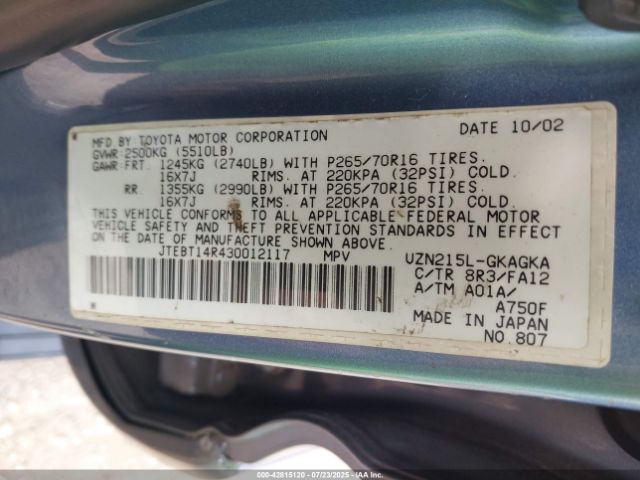 MFD BY: TOYOTA MOTOR CORPORATION DATE 10/02
GVWR: 2500KG (5510LB)
GAWR: FRT. 1245KG (2740LB) WITH P265/70R16 TIRES.
16X7J RIMS. AT 220KPA (32PSI) COLD.
RR. 1355KG (2990LB) WITH P265/70R16 TIRES.
16X7J RIMS. AT 220KPA (32PSI) COLD.
THIS VEHICLE CONFORMS TO ALL APPLICABLE FEDERAL MOTOR
VEHICLE SAFETY AND THEFT PREVENTION STANDARDS IN EFFECT
ON THE DATE OF MANUFACTURE SHOWN ABOVE.
JTEBT14R430012117 MPV UZN215L-GKAGKA
C/TR 8R3/FA12
A/TM A01A/
A750F
MADE IN JAPAN
NO.807
000-42815120 - 07/23/2025 - IAAI.com